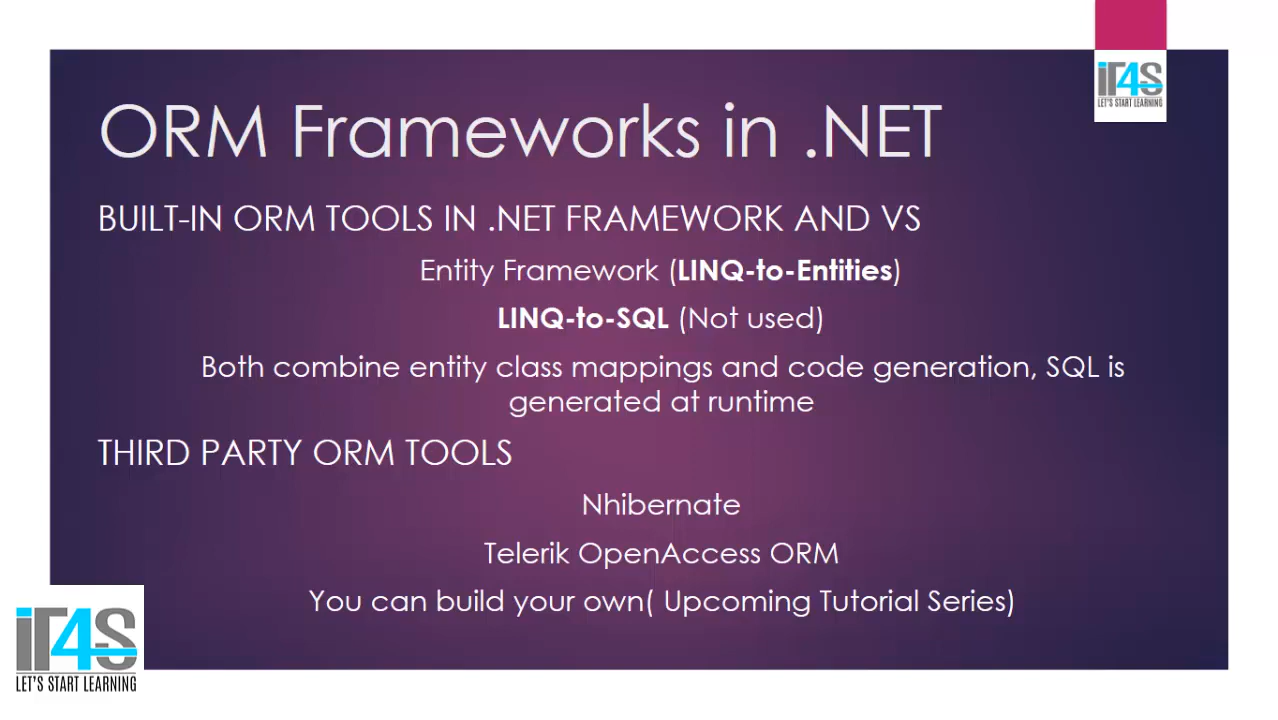 iT4S
LET'S START LEARNING
ORM Frameworks in .NET
BUILT-IN ORM TOOLS IN .NET FRAMEWORK AND VS
Entity Framework (LINQ-to-Entities)
LINQ-to-SQL (Not used)
Both combine entity class mappings and code generation, SQL is
generated at runtime
THIRD PARTY ORM TOOLS
Nhibernate
Telerik OpenAccess ORM
You can build your own( Upcoming Tutorial Series)
iT4S
LET'S START LEARNING